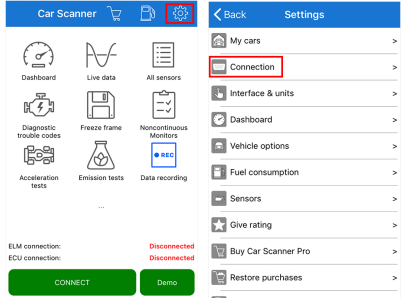 Car Scanner
Dashboard
Live data
All sensors
Diagnostic
trouble codes
Freeze frame
Noncontinuous
Monitors
REC
Acceleration
tests
Emission tests
Data recording
...
ELM connection:
Disconnected
ECU connection:
Disconnected
CONNECT
Demo
Back
Settings
My cars
>
Connection
>
Interface & units
>
Dashboard
>
Vehicle options
>
Fuel consumption
>
Sensors
>
Give rating
>
Buy Car Scanner Pro
>
Restore purchases
>